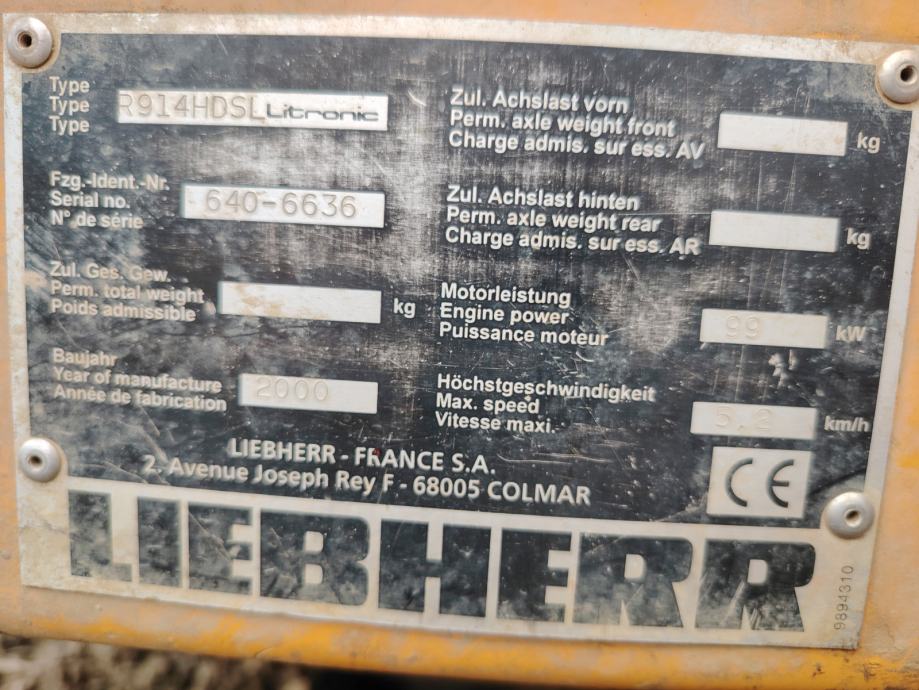 Type
Type
Type
R914HDSL Litronic
Fzg.-Ident.-Nr.
Serial no.
N° de série
640-6636
Zul. Ges. Gew.
Perm. total weight
Poids admissible
kg
Baujahr
Year of manufacture
Année de fabrication
2000
Zul. Achslast vorn
Perm. axle weight front
Charge admis. sur ess. AV
kg
Zul. Achslast hinten
Perm. axle weight rear
Charge admis. sur ess. AR
kg
Motorleistung
Engine power
Puissance moteur
99 kW
Höchstgeschwindigkeit
Max. speed
Vitesse maxi.
5,2 km/h
LIEBHERR - FRANCE S.A.
2. Avenue Joseph Rey F - 68005 COLMAR
CE
LIEBHERR
9894310